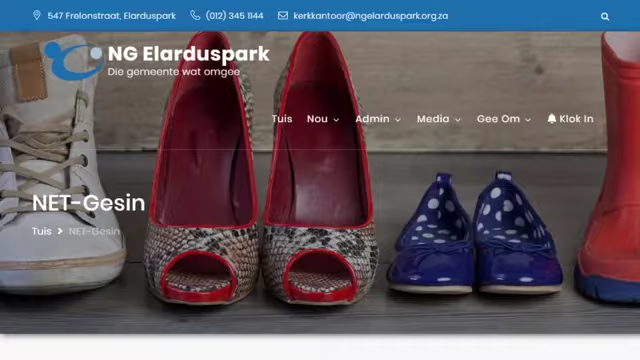 547 Frelonstraat, Elarduspark
(012) 345 1144
kerkkantoor@ngelarduspark.org.za
NG Elarduspark
Die gemeente wat omgee
Tuis
Nou
Admin
Media
Gee Om
Klok In
NET-Gesin
Tuis > NET-Gesin